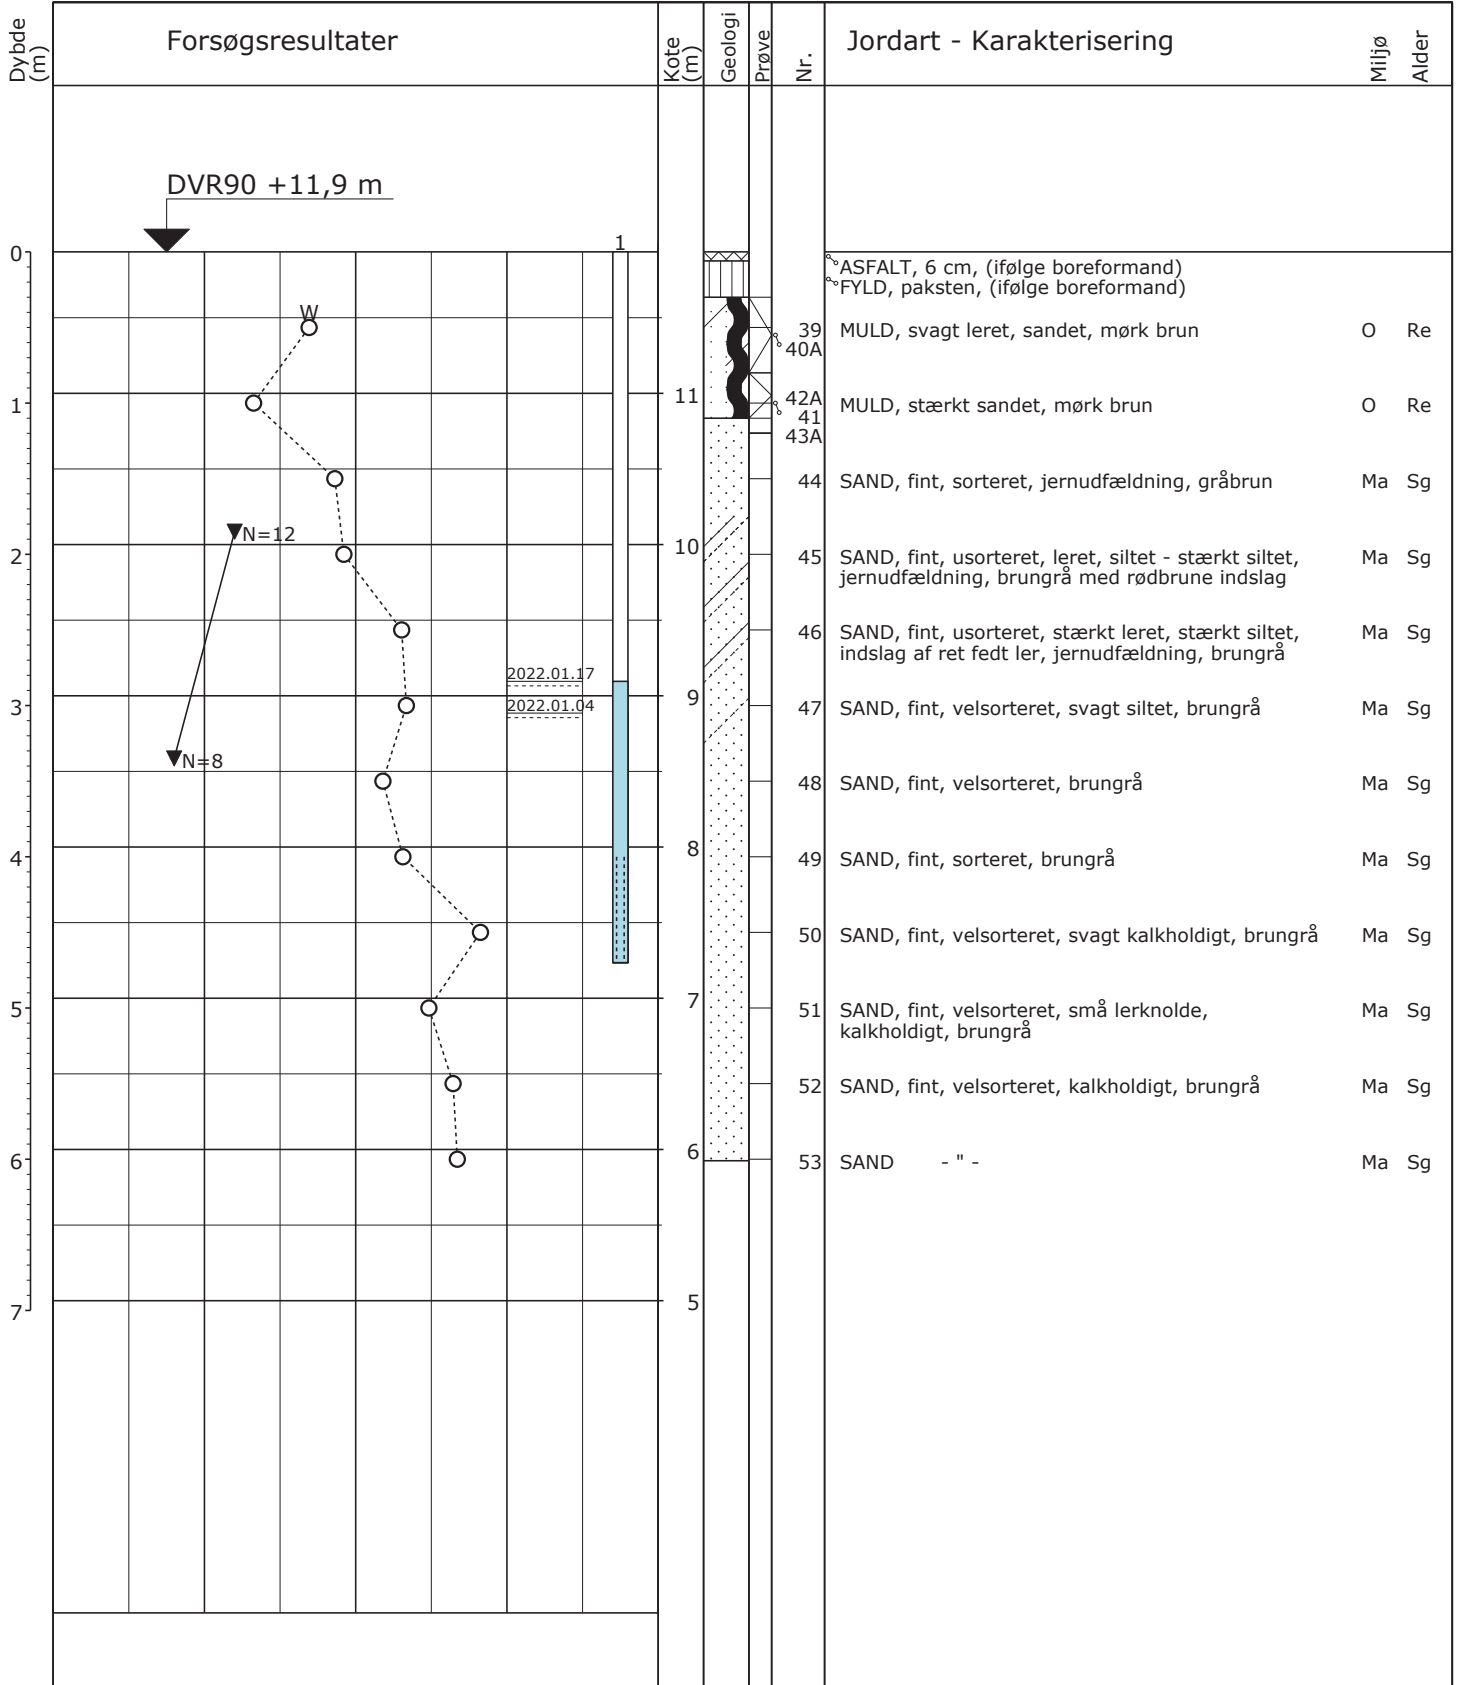 Dybde
(m)
Forsøgsresultater
Kote
(m)
Geologi
Prøve
Nr.
Jordart - Karakterisering
Miljø
Alder
DVR90 +11,9 m
1
0
ASFALT, 6 cm, (ifølge boreformand)
FYLD, paksten, (ifølge boreformand)
W
39 MULD, svagt leret, sandet, mørk brun O Re
40A
11
1
42A
41 MULD, stærkt sandet, mørk brun O Re
43A
44 SAND, fint, sorteret, jernudfældning, gråbrun Ma Sg
N=12
10
2
45 SAND, fint, usorteret, leret, siltet - stærkt siltet, Ma Sg
jernudfældning, brungrå med rødbrune indslag
46 SAND, fint, usorteret, stærkt leret, stærkt siltet, Ma Sg
indslag af ret fedt ler, jernudfældning, brungrå
2022.01.17
9
2022.01.04
3
47 SAND, fint, velsorteret, svagt siltet, brungrå Ma Sg
N=8
48 SAND, fint, velsorteret, brungrå Ma Sg
8
4
49 SAND, fint, sorteret, brungrå Ma Sg
50 SAND, fint, velsorteret, svagt kalkholdigt, brungrå Ma Sg
7
5
51 SAND, fint, velsorteret, små lerknolde, Ma Sg
kalkholdigt, brungrå
52 SAND, fint, velsorteret, kalkholdigt, brungrå Ma Sg
6
6
53 SAND - " - Ma Sg
5
7